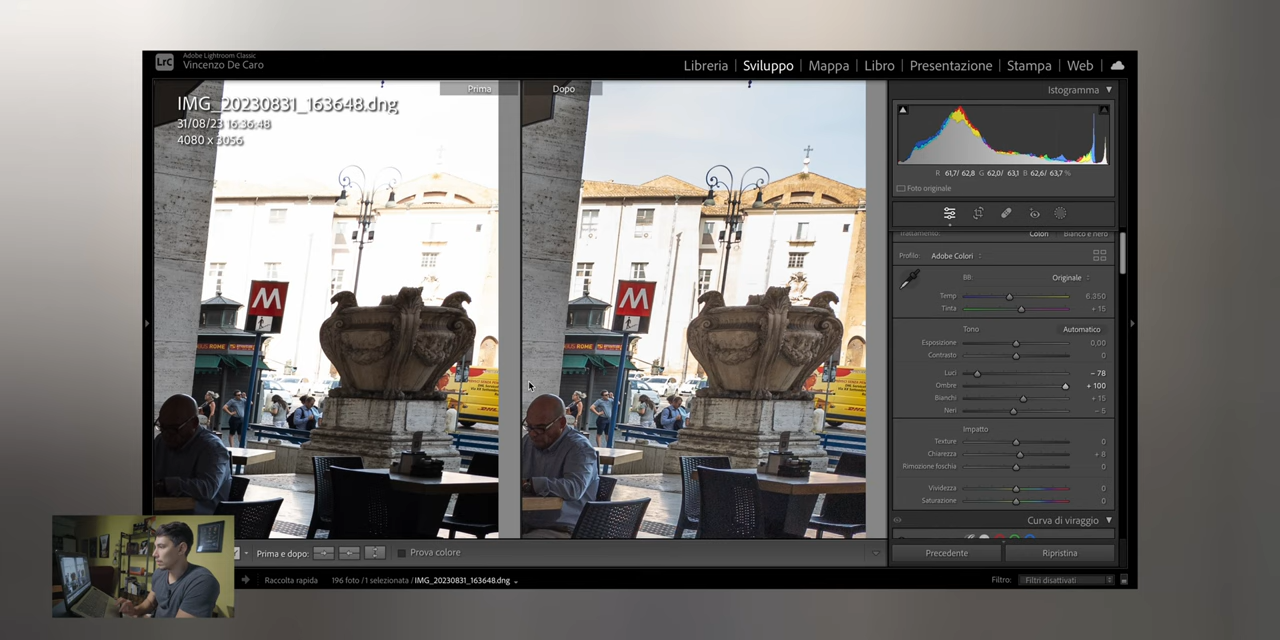 LrC
Adobe Lightroom Classic
Vincenzo De Caro
Libreria | Sviluppo | Mappa | Libro | Presentazione | Stampa | Web
Prima
Dopo
IMG_20230831_163648.dng
31/08/23 16:36:48
4080 x 3056
M
M
ROME
ROME
Istogramma
R 61,7/ 62,8 G 62,0/ 63,1 B 62,6/ 63,7 %
Foto originale
Trattamento: Colori Bianco e nero
Profilo: Adobe Colori
BB: Originale
Temp 6.350
Tinta + 15
Tono Automatico
Esposizione 0,00
Contrasto 0
Luci – 78
Ombre + 100
Bianchi + 15
Neri – 5
Impatto
Texture 0
Chiarezza + 8
Rimozione foschia 0
Vividezza 0
Saturazione 0
Curva di viraggio
Precedente Ripristina
Prima e dopo:
Prova colore
Raccolta rapida 196 foto / 1 selezionata / IMG_20230831_163648.dng
Filtro: Filtri disattivati